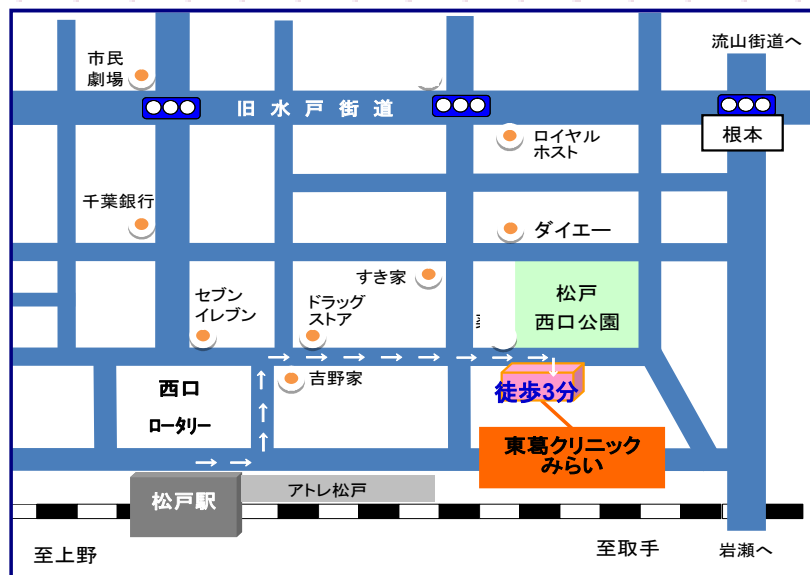 流山街道へ
市民
劇場
旧水戸街道
根本
ロイヤル
ホスト
千葉銀行
ダイエー
すき家
セブン
イレブン
ドラッグ
ストア
松戸
西口公園
西口
ロータリー
吉野家
徒歩3分
東葛クリニック
みらい
松戸駅
アトレ松戸
至上野
至取手
岩瀬へ